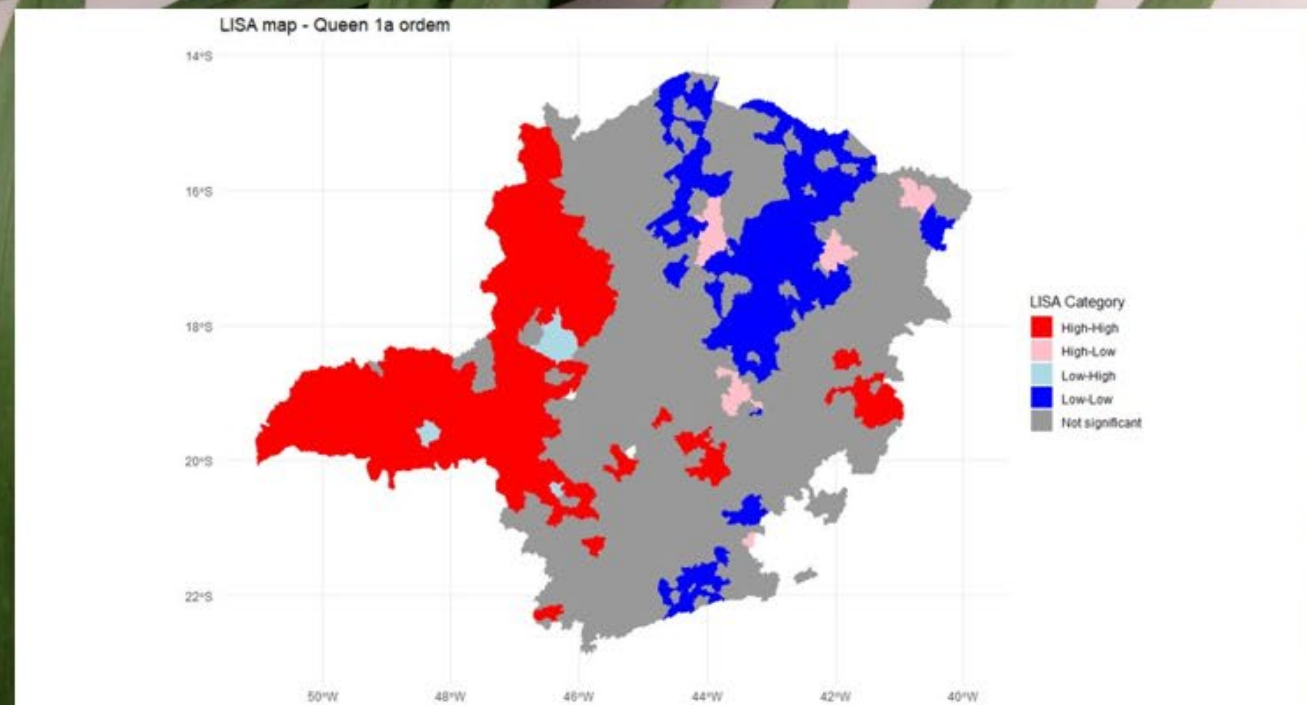 LISA map - Queen 1a ordem
14°S
16°S
18°S
20°S
22°S
50°W
48°W
46°W
44°W
42°W
40°W
LISA Category
High-High
High-Low
Low-High
Low-Low
Not significant